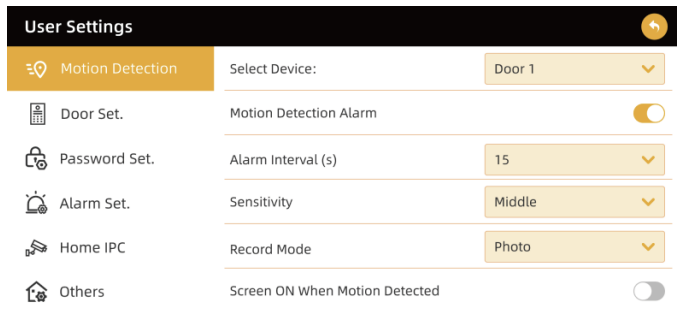 User Settings
Motion Detection
Select Device:
Door 1
Door Set.
Motion Detection Alarm
Password Set.
Alarm Interval (s)
15
Alarm Set.
Sensitivity
Middle
Home IPC
Record Mode
Photo
Others
Screen ON When Motion Detected